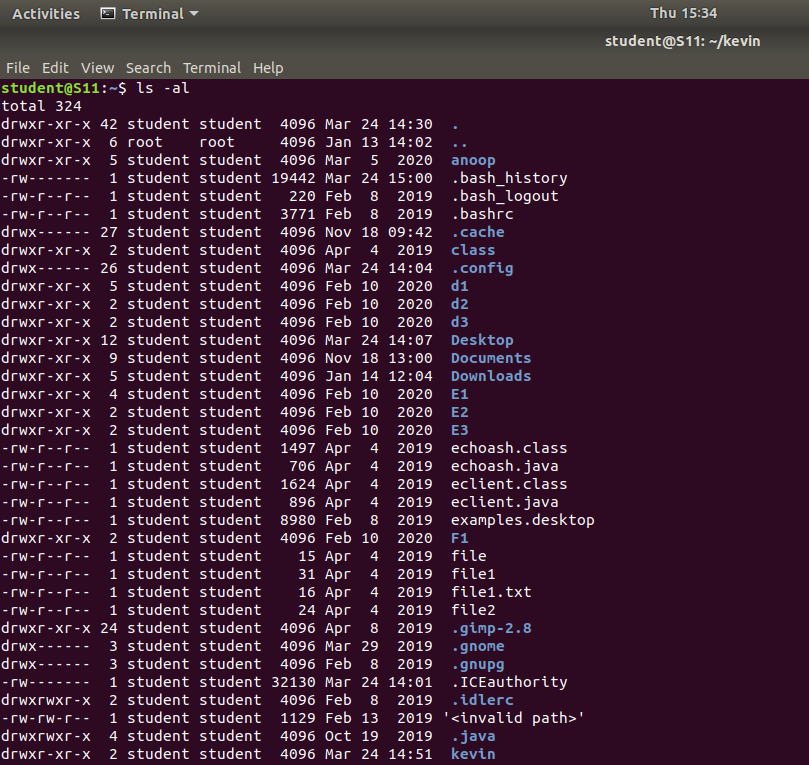 Activities Terminal Thu 15:34
student@S11: ~/kevin
File Edit View Search Terminal Help
student@S11:~$ ls -al
total 324
drwxr-xr-x 42 student student  4096 Mar 24 14:30  .
drwxr-xr-x  6 root    root     4096 Jan 13 14:02  ..
drwxr-xr-x  5 student student  4096 Mar  5  2020  anoop
-rw-------  1 student student 19442 Mar 24 15:00  .bash_history
-rw-r--r--  1 student student   220 Feb  8  2019  .bash_logout
-rw-r--r--  1 student student  3771 Feb  8  2019  .bashrc
drwx------ 27 student student  4096 Nov 18 09:42  .cache
drwxr-xr-x  2 student student  4096 Apr  4  2019  class
drwx------ 26 student student  4096 Mar 24 14:04  .config
drwxr-xr-x  5 student student  4096 Feb 10  2020  d1
drwxr-xr-x  2 student student  4096 Feb 10  2020  d2
drwxr-xr-x  2 student student  4096 Feb 10  2020  d3
drwxr-xr-x 12 student student  4096 Mar 24 14:07  Desktop
drwxr-xr-x  9 student student  4096 Nov 18 13:00  Documents
drwxr-xr-x  5 student student  4096 Jan 14 12:04  Downloads
drwxr-xr-x  4 student student  4096 Feb 10  2020  E1
drwxr-xr-x  2 student student  4096 Feb 10  2020  E2
drwxr-xr-x  2 student student  4096 Feb 10  2020  E3
-rw-r--r--  1 student student  1497 Apr  4  2019  echoash.class
-rw-r--r--  1 student student   706 Apr  4  2019  echoash.java
-rw-r--r--  1 student student  1624 Apr  4  2019  eclient.class
-rw-r--r--  1 student student   896 Apr  4  2019  eclient.java
-rw-r--r--  1 student student  8980 Feb  8  2019  examples.desktop
drwxr-xr-x  2 student student  4096 Feb 10  2020  F1
-rw-r--r--  1 student student    15 Apr  4  2019  file
-rw-r--r--  1 student student    31 Apr  4  2019  file1
-rw-r--r--  1 student student    16 Apr  4  2019  file1.txt
-rw-r--r--  1 student student    24 Apr  4  2019  file2
drwxr-xr-x 24 student student  4096 Apr  8  2019  .gimp-2.8
drwx------  3 student student  4096 Mar 29  2019  .gnome
drwx------  3 student student  4096 Feb  8  2019  .gnupg
-rw-------  1 student student 32130 Mar 24 14:01  .ICEauthority
drwxrwxr-x  2 student student  4096 Feb  8  2019  .idlerc
-rw-rw-r--  1 student student  1129 Feb 13  2019 '<invalid path>'
drwxrwxr-x  4 student student  4096 Oct 19  2019  .java
drwxr-xr-x  2 student student  4096 Mar 24 14:51  kevin